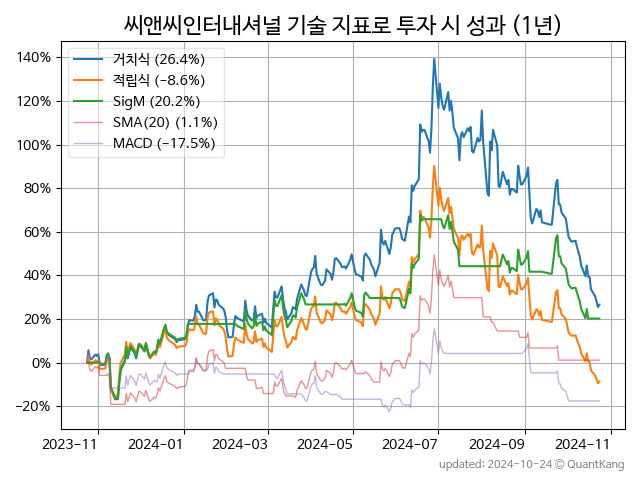 씨앤씨인터내셔널 기술 지표로 투자 시 성과 (1년)
140%
120%
100%
80%
60%
40%
20%
0%
−20%
거치식 (26.4%)
적립식 (−8.6%)
SigM (20.2%)
SMA(20) (1.1%)
MACD (−17.5%)
2023-11
2024-01
2024-03
2024-05
2024-07
2024-09
2024-11
updated: 2024-10-24 © QuantKang